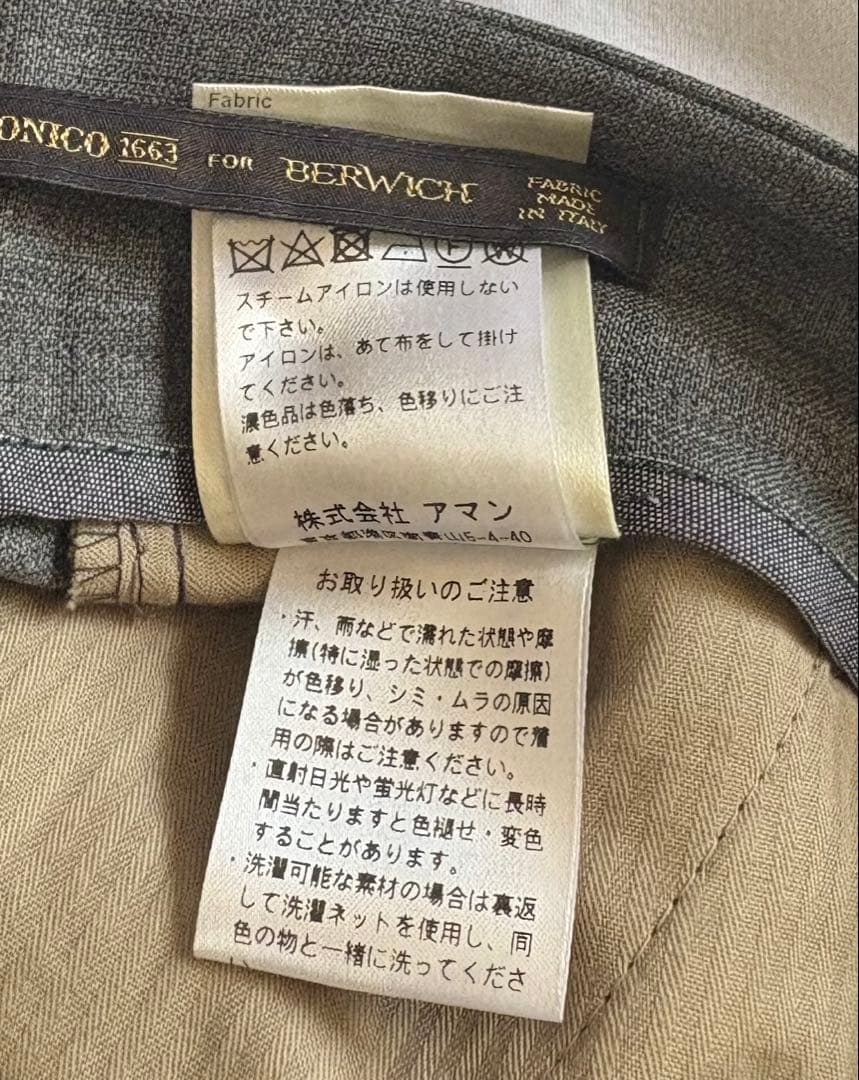 Fabric
ONICO 1663 FOR BERWICH FABRIC
MADE
IN ITALY
スチームアイロンは使用しない
で下さい。
アイロンは、あて布をして掛け
てください。
濃色品は色落ち、色移りにご注
意ください。
株式会社 アマン
東京都港区南青山5-4-40
お取り扱いのご注意
・汗、雨などで濡れた状態や摩
擦(特に湿った状態での摩擦)
が色移り、シミ・ムラの原因
になる場合がありますので着
用の際はご注意ください。
・直射日光や蛍光灯などに長時
間当たりますと色褪せ・変色
することがあります。
・洗濯可能な素材の場合は裏返
して洗濯ネットを使用し、同
色の物と一緒に洗ってくださ